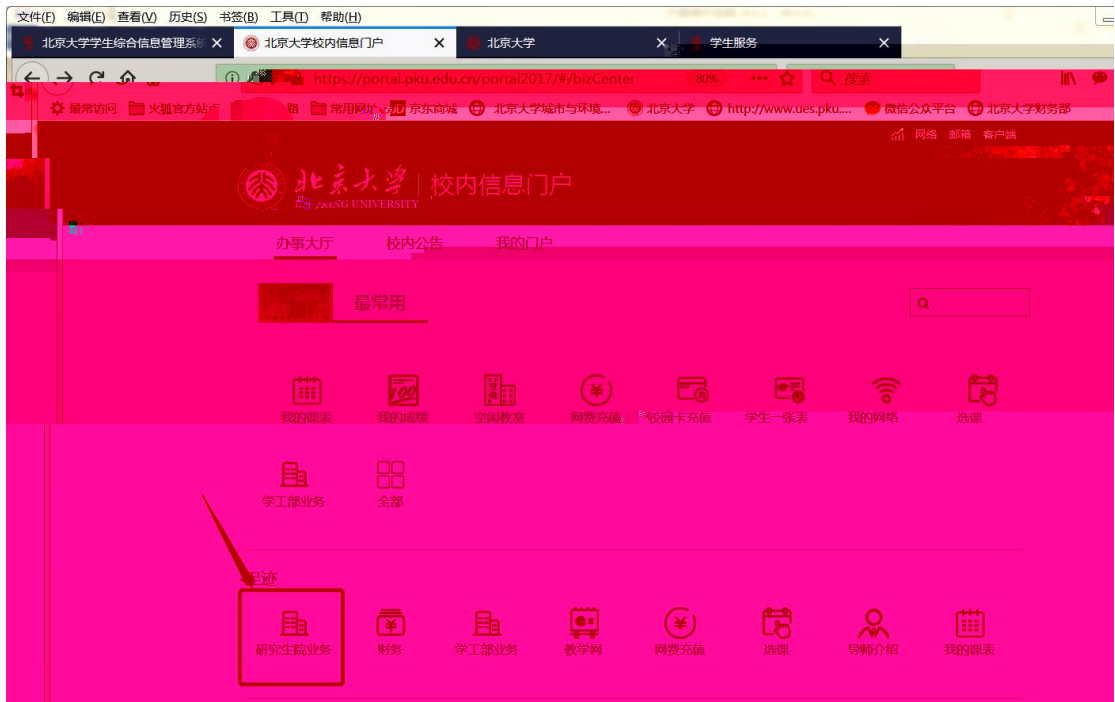 文件(F) 编辑(E) 查看(V) 历史(S) 书签(B) 工具(T) 帮助(H)
北京大学学生综合信息管理系统 北京大学校内信息门户 北京大学 学生服务
https://portal.pku.edu.cn/portal2017/#/bizCenter 80% 搜索
最常访问 火狐官方站点 常用网址 JD 京东商城 北京大学城市与环境... 北京大学 http://www.ues.pku.... 微信公众平台 北京大学财务部
网络 邮箱 客户端
北京大学 校内信息门户
UNIVERSITY
办事大厅 校内公告 我的门户
最常用
我的课表 我的成绩 空闲教室 网费充值 校园卡充值 学生一张表 我的网络 选课
学工部业务 全部
足迹
研究生院业务 财务 学工部业务 教学网 网费充值 选课 导师介绍 我的课表